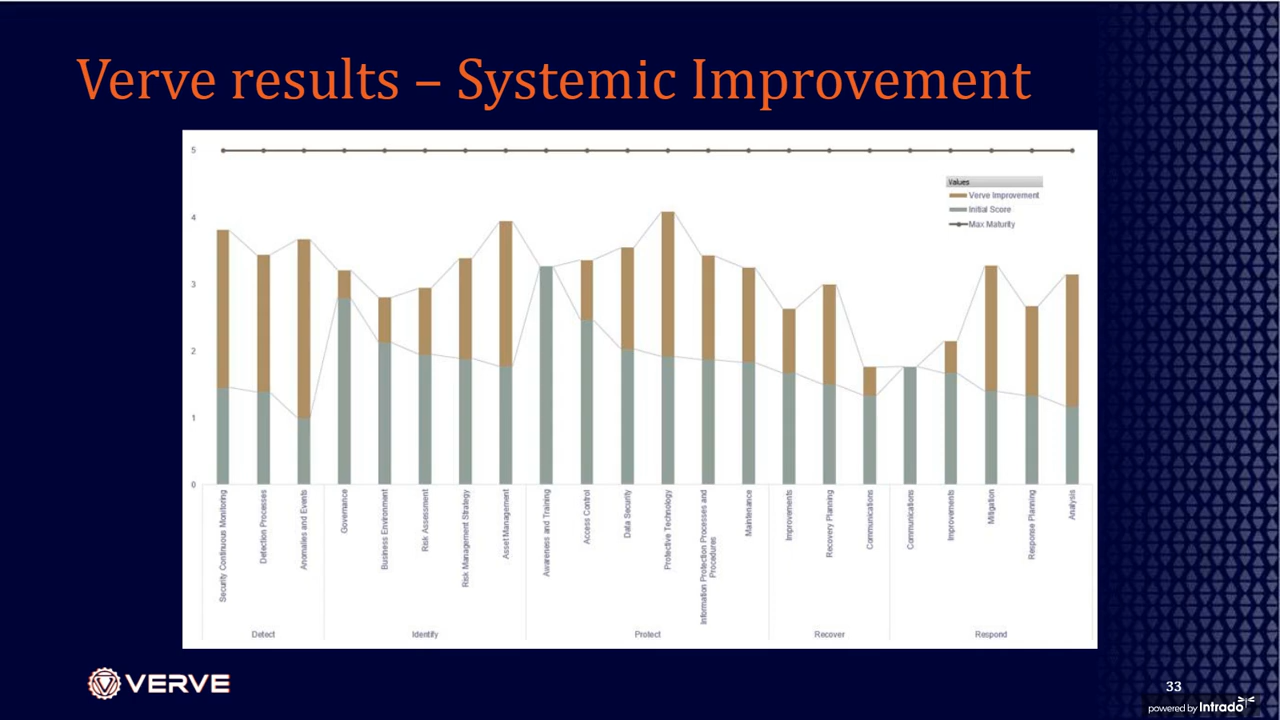 Verve results – Systemic Improvement
5
4
3
2
1
0
Values
Verve Improvement
Initial Score
Max Maturity
Security Continuous Monitoring
Detection Processes
Anomalies and Events
Governance
Business Environment
Risk Assessment
Risk Management Strategy
Asset Management
Awareness and Training
Access Control
Data Security
Protective Technology
Information Protection Processes and
Procedures
Maintenance
Improvements
Recovery Planning
Communications
Communications
Improvements
Mitigation
Response Planning
Analysis
Detect
Identify
Protect
Recover
Respond
VERVE
33
powered by Intrado